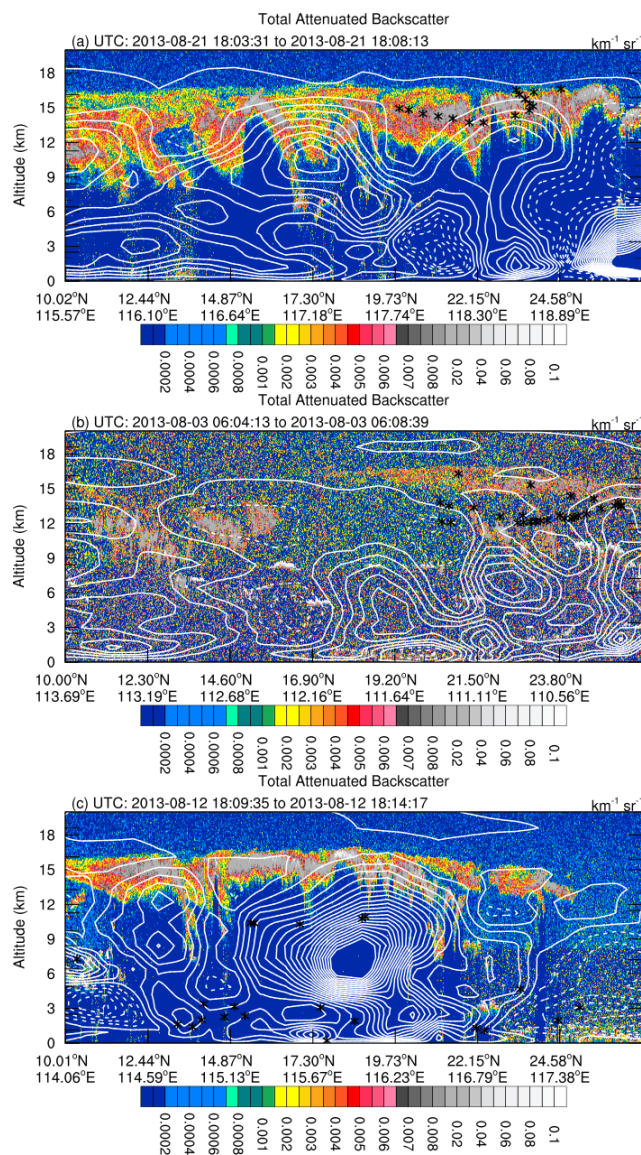 Total Attenuated Backscatter
(a) UTC: 2013-08-21 18:03:31 to 2013-08-21 18:08:13 km⁻¹ sr⁻¹
18
15
12
9
6
3
0
Altitude (km)
10.02°N 12.44°N 14.87°N 17.30°N 19.73°N 22.15°N 24.58°N
115.57°E 116.10°E 116.64°E 117.18°E 117.74°E 118.30°E 118.89°E
0.0002 0.0004 0.0006 0.0008 0.001 0.002 0.003 0.004 0.005 0.006 0.007 0.008 0.02 0.04 0.06 0.08 0.1
Total Attenuated Backscatter
(b) UTC: 2013-08-03 06:04:13 to 2013-08-03 06:08:39 km⁻¹ sr⁻¹
18
15
12
9
6
3
0
Altitude (km)
10.00°N 12.30°N 14.60°N 16.90°N 19.20°N 21.50°N 23.80°N
113.69°E 113.19°E 112.68°E 112.16°E 111.64°E 111.11°E 110.56°E
0.0002 0.0004 0.0006 0.0008 0.001 0.002 0.003 0.004 0.005 0.006 0.007 0.008 0.02 0.04 0.06 0.08 0.1
Total Attenuated Backscatter
(c) UTC: 2013-08-12 18:09:35 to 2013-08-12 18:14:17 km⁻¹ sr⁻¹
18
15
12
9
6
3
0
Altitude (km)
10.01°N 12.44°N 14.87°N 17.30°N 19.73°N 22.15°N 24.58°N
114.06°E 114.59°E 115.13°E 115.67°E 116.23°E 116.79°E 117.38°E
0.0002 0.0004 0.0006 0.0008 0.001 0.002 0.003 0.004 0.005 0.006 0.007 0.008 0.02 0.04 0.06 0.08 0.1